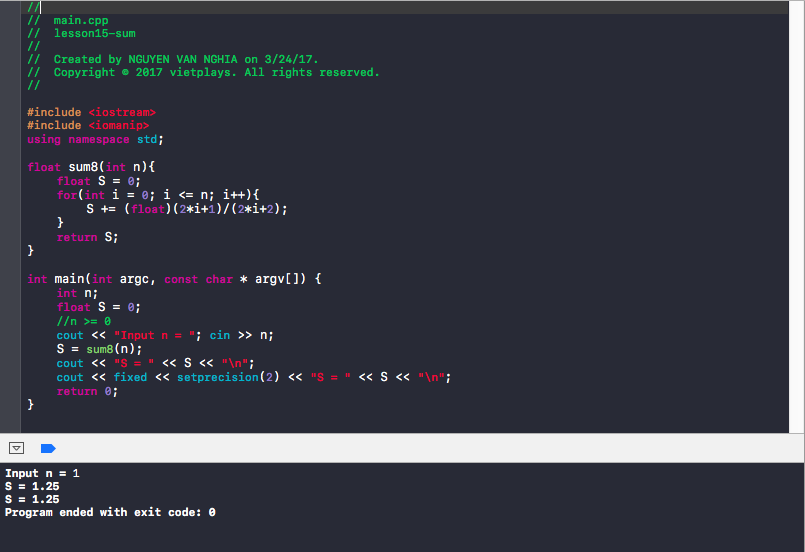 //
//  main.cpp
//  lesson15-sum
//
//  Created by NGUYEN VAN NGHIA on 3/24/17.
//  Copyright © 2017 vietplays. All rights reserved.
//

#include <iostream>
#include <iomanip>
using namespace std;

float sum8(int n){
    float S = 0;
    for(int i = 0; i <= n; i++){
        S += (float)(2*i+1)/(2*i+2);
    }
    return S;
}

int main(int argc, const char * argv[]) {
    int n;
    float S = 0;
    //n >= 0
    cout << "Input n = "; cin >> n;
    S = sum8(n);
    cout << "S = " << S << "\n";
    cout << fixed << setprecision(2) << "S = " << S << "\n";
    return 0;
}
Input n = 1
S = 1.25
S = 1.25
Program ended with exit code: 0